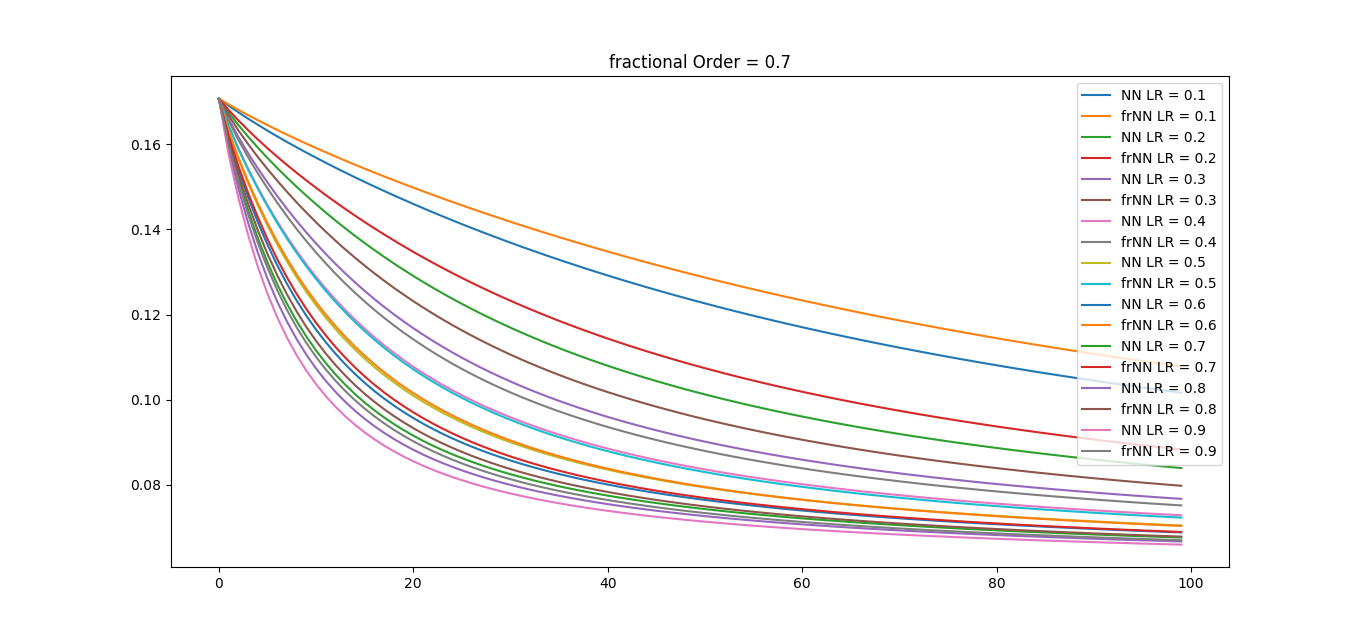 fractional Order = 0.7
0.16
0.14
0.12
0.10
0.08
0
20
40
60
80
100
NN LR = 0.1
frNN LR = 0.1
NN LR = 0.2
frNN LR = 0.2
NN LR = 0.3
frNN LR = 0.3
NN LR = 0.4
frNN LR = 0.4
NN LR = 0.5
frNN LR = 0.5
NN LR = 0.6
frNN LR = 0.6
NN LR = 0.7
frNN LR = 0.7
NN LR = 0.8
frNN LR = 0.8
NN LR = 0.9
frNN LR = 0.9